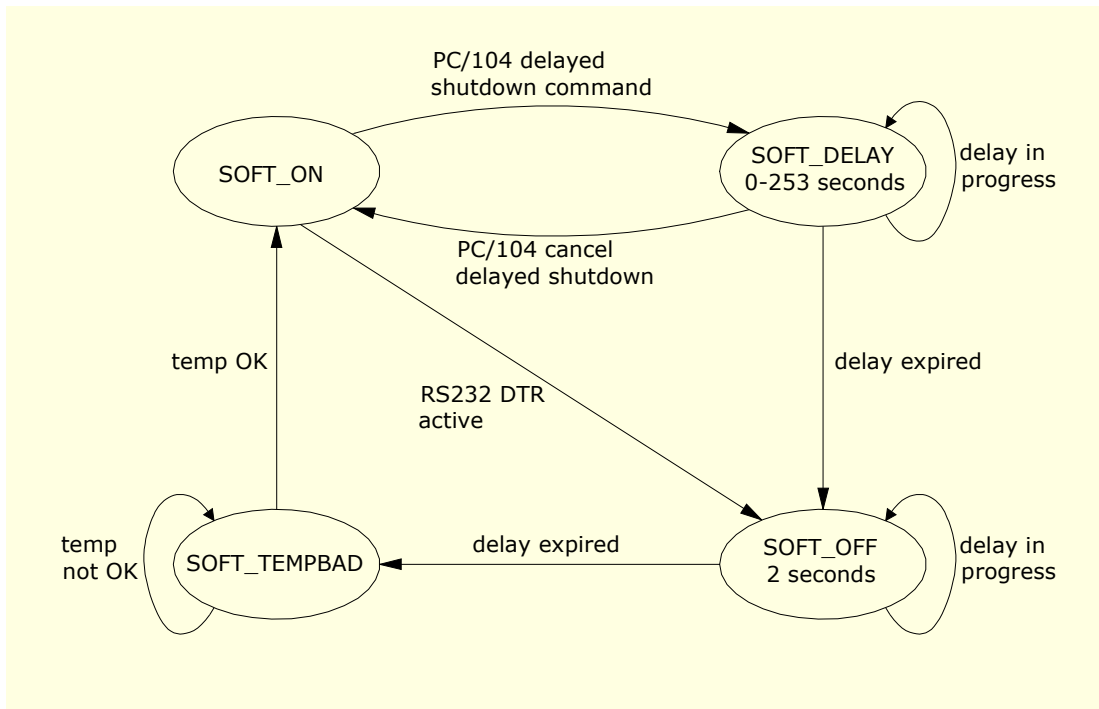 PC/104 delayed
shutdown command
SOFT_ON
SOFT_DELAY
0-253 seconds
delay in
progress
PC/104 cancel
delayed shutdown
temp OK
delay expired
RS232 DTR
active
temp
not OK
SOFT_TEMPBAD
delay expired
SOFT_OFF
2 seconds
delay in
progress